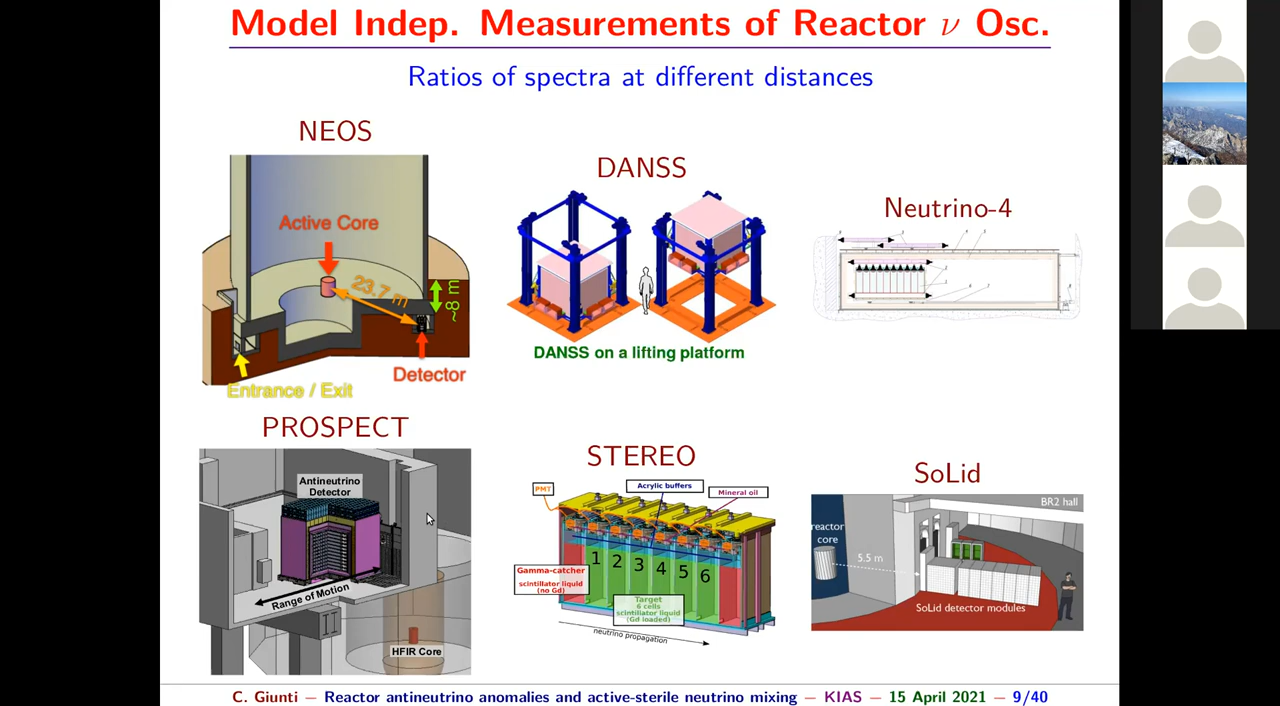 Model Indep. Measurements of Reactor ν Osc.
Ratios of spectra at different distances
NEOS
Active Core
23.7 m
~8 m
Detector
Entrance / Exit
DANSS
DANSS on a lifting platform
Neutrino-4
PROSPECT
Antineutrino
Detector
Range of Motion
HFIR Core
STEREO
PMT
Acrylic buffers
Mineral oil
1 2 3 4 5 6
Gamma-catcher
scintillator liquid
(no Gd)
Target
6 cells
scintillator liquid
(Gd loaded)
neutrino propagation
SoLid
BR2 hall
reactor
core
5.5 m
SoLid detector modules
C. Giunti − Reactor antineutrino anomalies and active-sterile neutrino mixing − KIAS − 15 April 2021 − 9/40